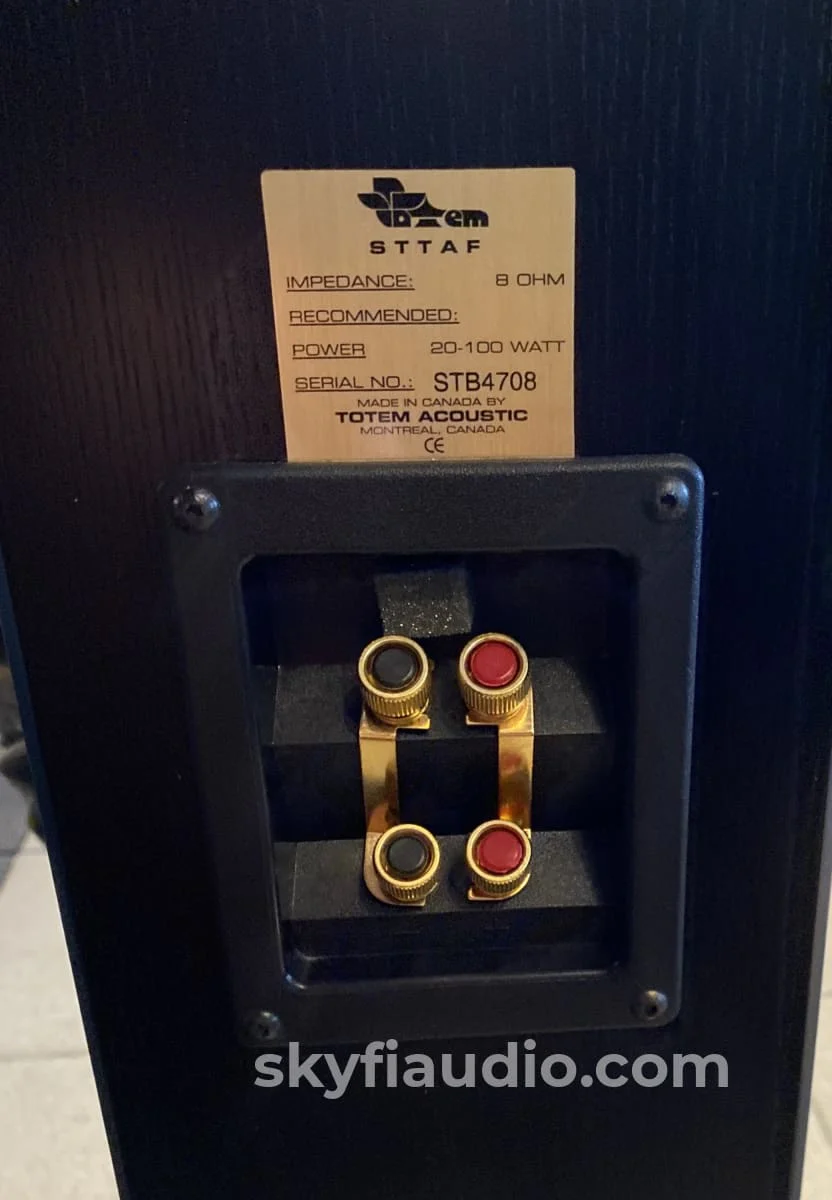 Totem
STTAF
IMPEDANCE: 8 OHM
RECOMMENDED:
POWER 20-100 WATT
SERIAL NO.: STB4708
MADE IN CANADA BY
TOTEM ACOUSTIC
MONTREAL, CANADA
CE
skyfiaudio.com